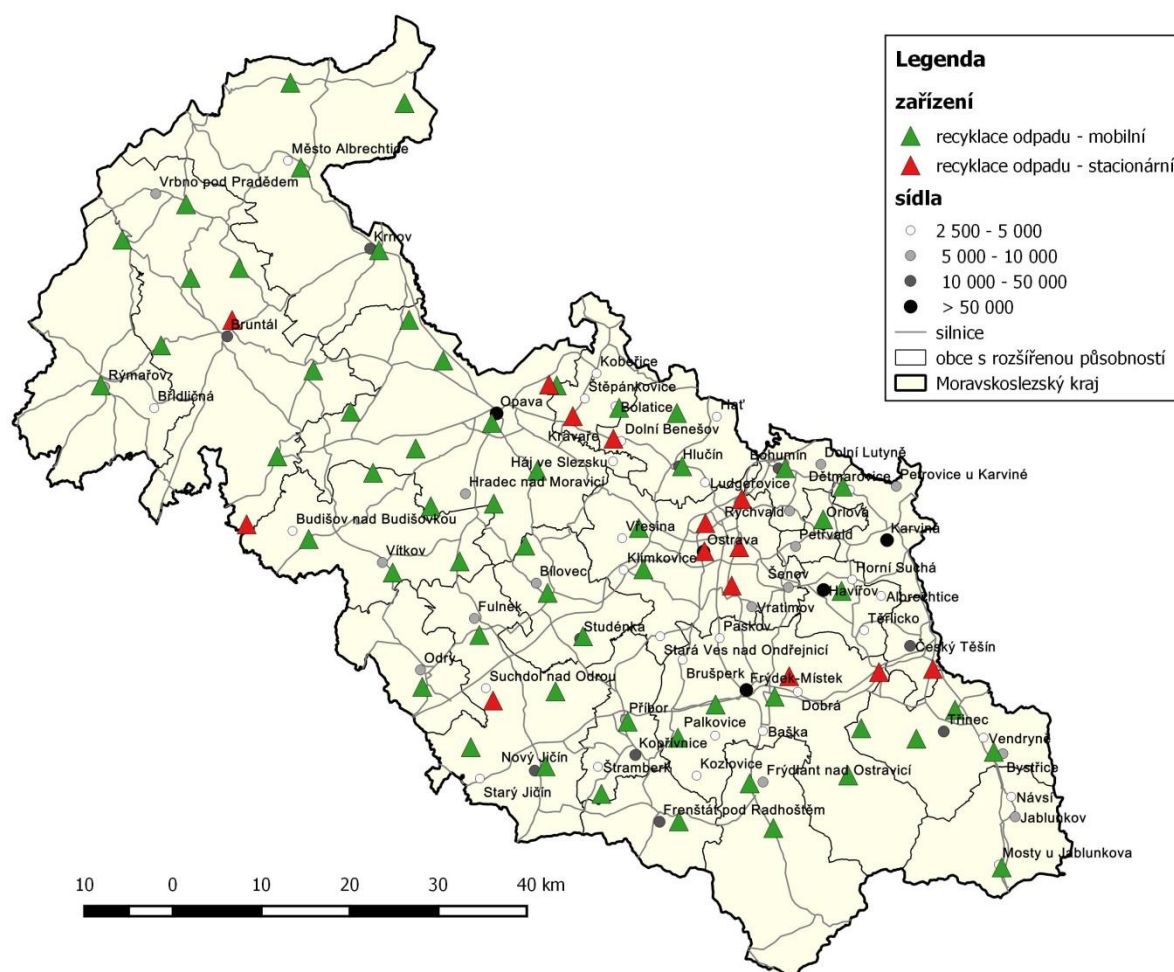 Legenda
zařízení
recyklace odpadu - mobilní
recyklace odpadu - stacionární
sídla
2 500 - 5 000
5 000 - 10 000
10 000 - 50 000
> 50 000
silnice
obce s rozšířenou působností
Moravskoslezský kraj
Město Albrechtice
Vrbno pod Pradědem
Krnov
Bruntál
Rýmařov
Břidličná
Kobeřice
Štěpánkovice
Opava
Bolatice
Hať
Kravaře
Dolní Benešov
Háj ve Slezsku
Hlučín
Bohumín
Dolní Lutyně
Dětmarovice
Petrovice u Karviné
Hradec nad Moravicí
Ludgeřovice
Rychvald
Orlová
Budišov nad Budišovkou
Vřesina
Ostrava
Petřvald
Karviná
Vítkov
Klimkovice
Horní Suchá
Bílovec
Šenov
Havířov
Albrechtice
Fulnek
Vratimov
Těrlicko
Studénka
Paskov
Stará Ves nad Ondřejnicí
Český Těšín
Odry
Suchdol nad Odrou
Brušperk
Frýdek-Místek
Dobrá
Příbor
Palkovice
Baška
Třinec
Vendryně
Kopřivnice
Nový Jičín
Štramberk
Kozlovice
Frýdlant nad Ostravicí
Bystřice
Starý Jičín
Návsí
Frenštát pod Radhoštěm
Jablunkov
Mosty u Jablunkova
10 0 10 20 30 40 km